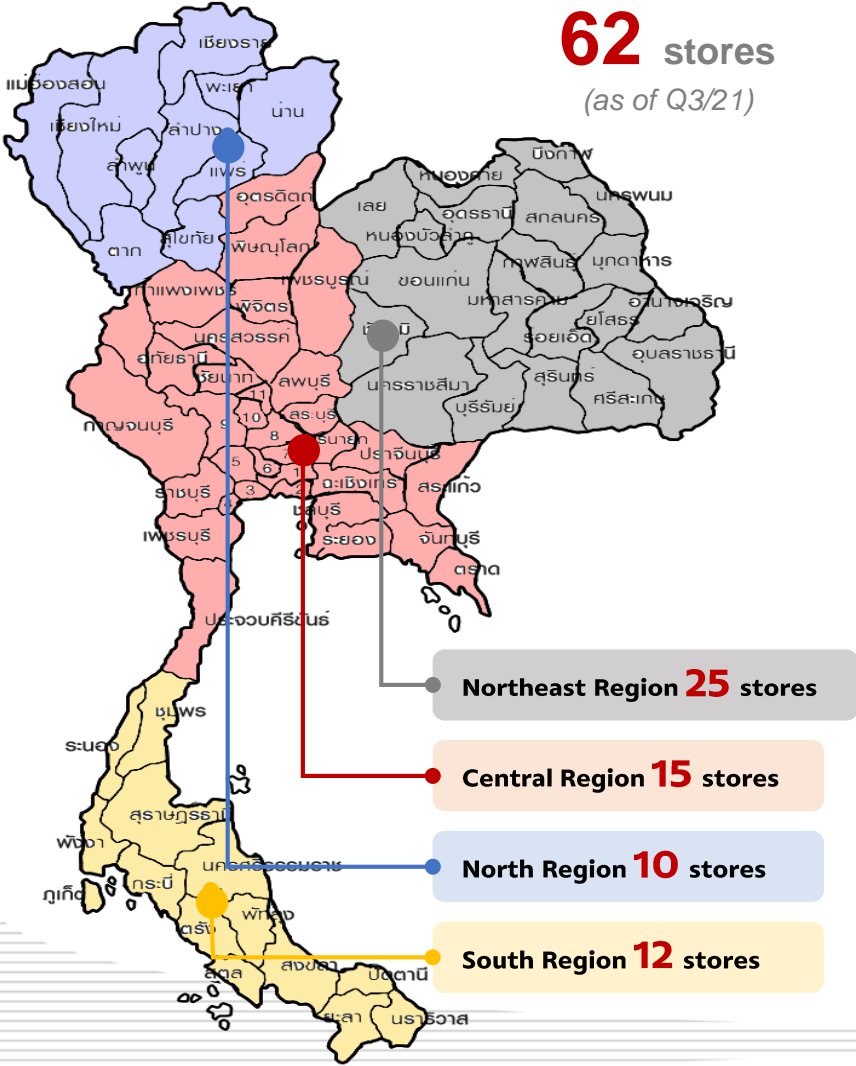 62 stores
(as of Q3/21)
เชียงราย
แม่ฮ่องสอน
พะเยา
น่าน
เชียงใหม่
ลำปาง
ลำพูน
แพร่
ตาก
สุโขทัย
อุตรดิตถ์
พิษณุโลก
เพชรบูรณ์
กำแพงเพชร
พิจิตร
นครสวรรค์
อุทัยธานี
ชัยนาท
ลพบุรี
สระบุรี
กาญจนบุรี
11
10
9
8
7
6
5
3
2
ปราจีนบุรี
ฉะเชิงเทรา
สระแก้ว
ราชบุรี
ชลบุรี
เพชรบุรี
ระยอง
จันทบุรี
ตราด
ประจวบคีรีขันธ์
บึงกาฬ
หนองคาย
นครพนม
เลย
อุดรธานี
สกลนคร
หนองบัวลำภู
กาฬสินธุ์
มุกดาหาร
ขอนแก่น
มหาสารคาม
อำนาจเจริญ
ยโสธร
ร้อยเอ็ด
อุบลราชธานี
นครราชสีมา
บุรีรัมย์
สุรินทร์
ศรีสะเกษ
Northeast Region 25 stores
Central Region 15 stores
North Region 10 stores
South Region 12 stores
ชุมพร
ระนอง
สุราษฎร์ธานี
พังงา
นครศรีธรรมราช
ภูเก็ต
กระบี่
พัทลุง
ตรัง
สตูล
สงขลา
ปัตตานี
ยะลา
นราธิวาส